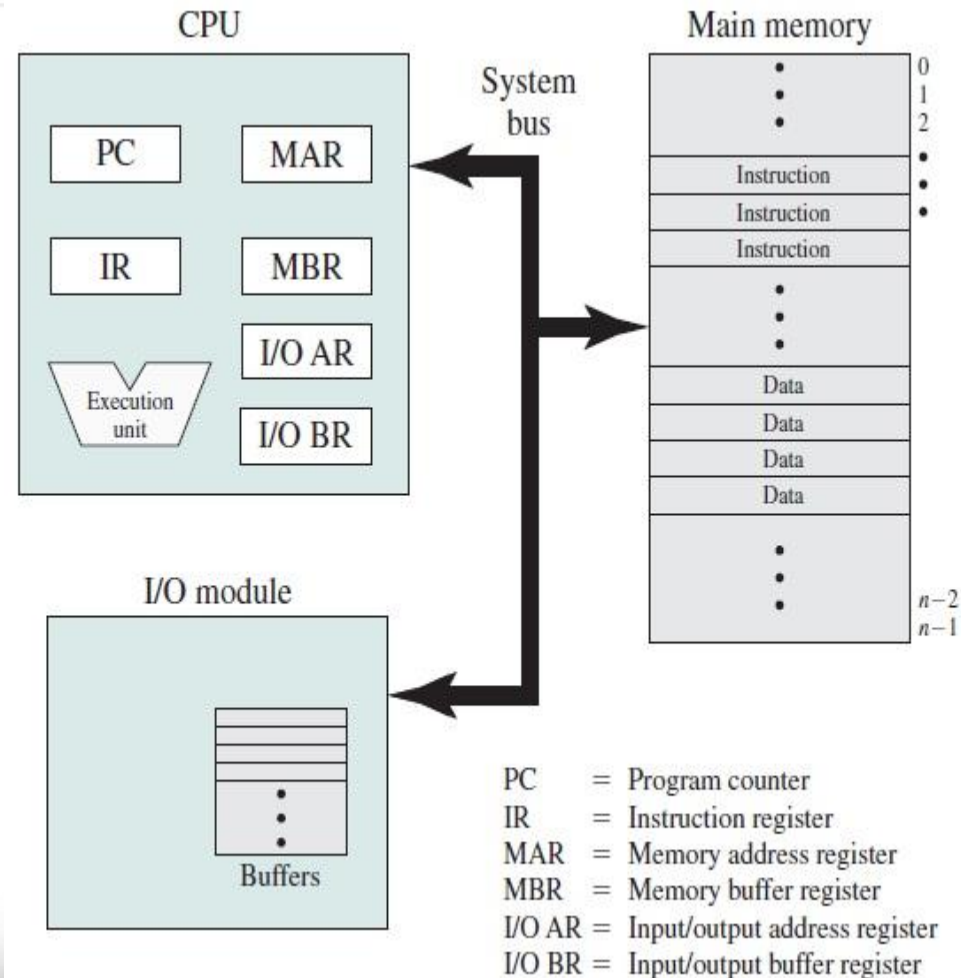 CPU
PC
MAR
IR
MBR
I/O AR
Execution
unit
I/O BR
System
bus
Main memory
0
1
2
Instruction
Instruction
Instruction
Data
Data
Data
Data
n−2
n−1
I/O module
Buffers
PC = Program counter
IR = Instruction register
MAR = Memory address register
MBR = Memory buffer register
I/O AR = Input/output address register
I/O BR = Input/output buffer register